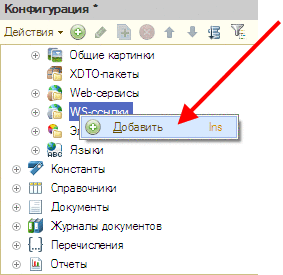 Конфигурация *
Действия
Общие картинки
XDTO-пакеты
Web-сервисы
WS-ссылки
Добавить Ins
Языки
Константы
Справочники
Документы
Журналы документов
Перечисления
Отчеты